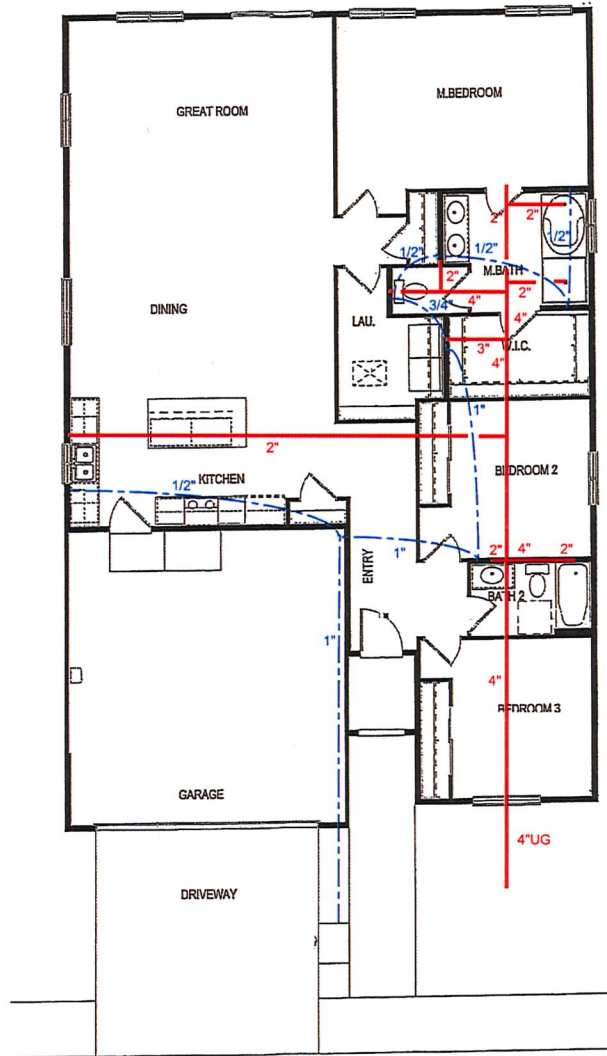 GREAT ROOM
M.BEDROOM
2"
2"
1/2"
1/2"
1/2"
M.BATH
2"
2"
3/4"
4"
DINING
LAU.
4"
W.I.C.
3"
4"
1"
2"
KITCHEN
BEDROOM 2
1/2"
1"
2"
4"
2"
ENTRY
BATH 2
1"
4"
BEDROOM 3
GARAGE
4"UG
DRIVEWAY